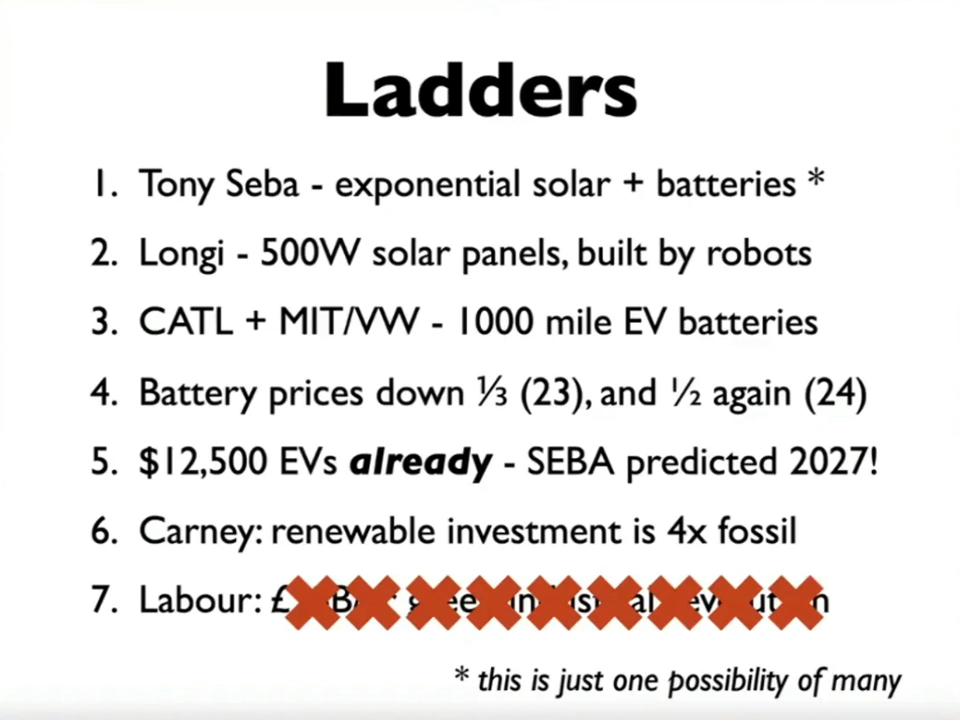 Ladders
1. Tony Seba - exponential solar + batteries *
2. Longi - 500W solar panels, built by robots
3. CATL + MIT/VW - 1000 mile EV batteries
4. Battery prices down ⅓ (23), and ½ again (24)
5. $12,500 EVs already - SEBA predicted 2027!
6. Carney: renewable investment is 4x fossil
7. Labour: £
* this is just one possibility of many